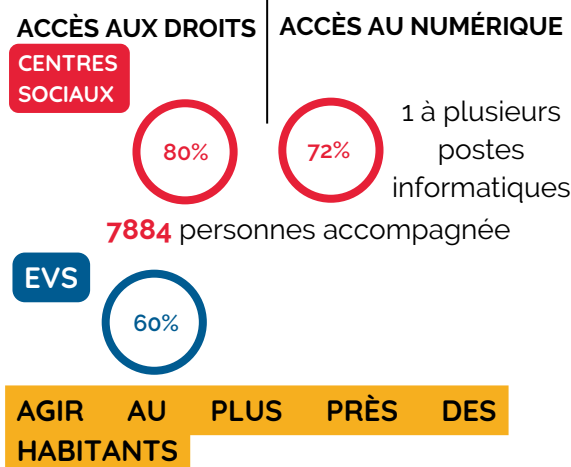 ACCÈS AUX DROITS
ACCÈS AU NUMÉRIQUE
CENTRES
SOCIAUX
80%
72%
1 à plusieurs
postes
informatiques
7884 personnes accompagnée
EVS
60%
AGIR AU PLUS PRÈS DES
HABITANTS